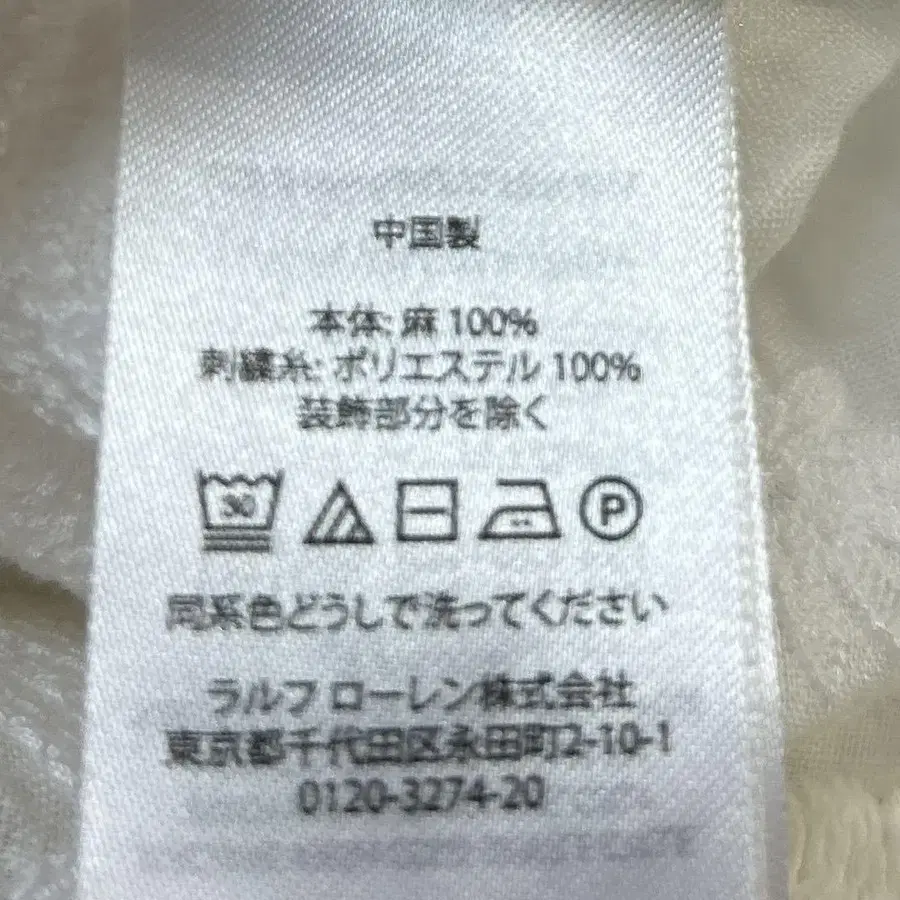 中国製
本体: 麻 100%
刺繍糸: ポリエステル 100%
装飾部分を除く
30 P
同系色どうしで洗ってください
ラルフ ローレン株式会社
東京都千代田区永田町2-10-1
0120-3274-20